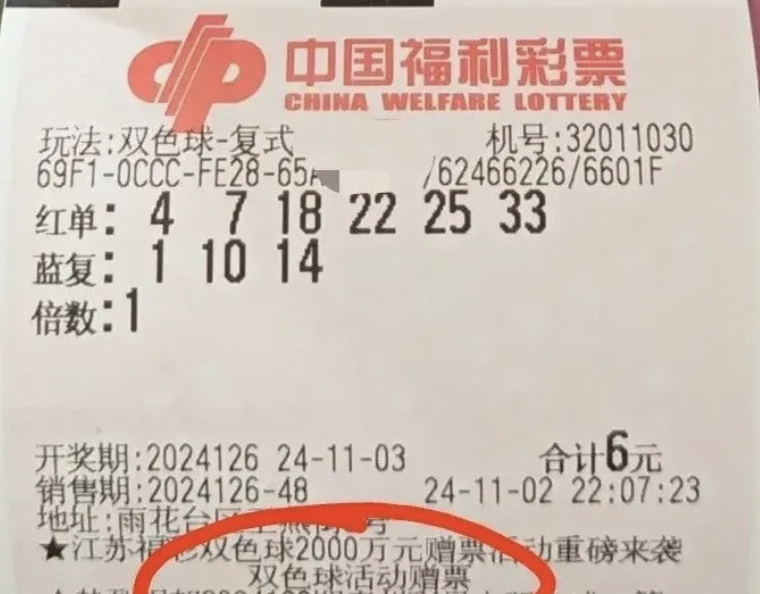 中国福利彩票
CHINA WELFARE LOTTERY
玩法:双色球-复式 机号:32011030
69F1-0CCC-FE28-65 /62466226/6601F
红单: 4 7 18 22 25 33
蓝复: 1 10 14
倍数:1
开奖期:2024126 24-11-03 合计6元
销售期:2024126-48 24-11-02 22:07:23
地址:雨花台区 号
★江苏福彩双色球2000万元赠票活动重磅来袭
双色球活动赠票